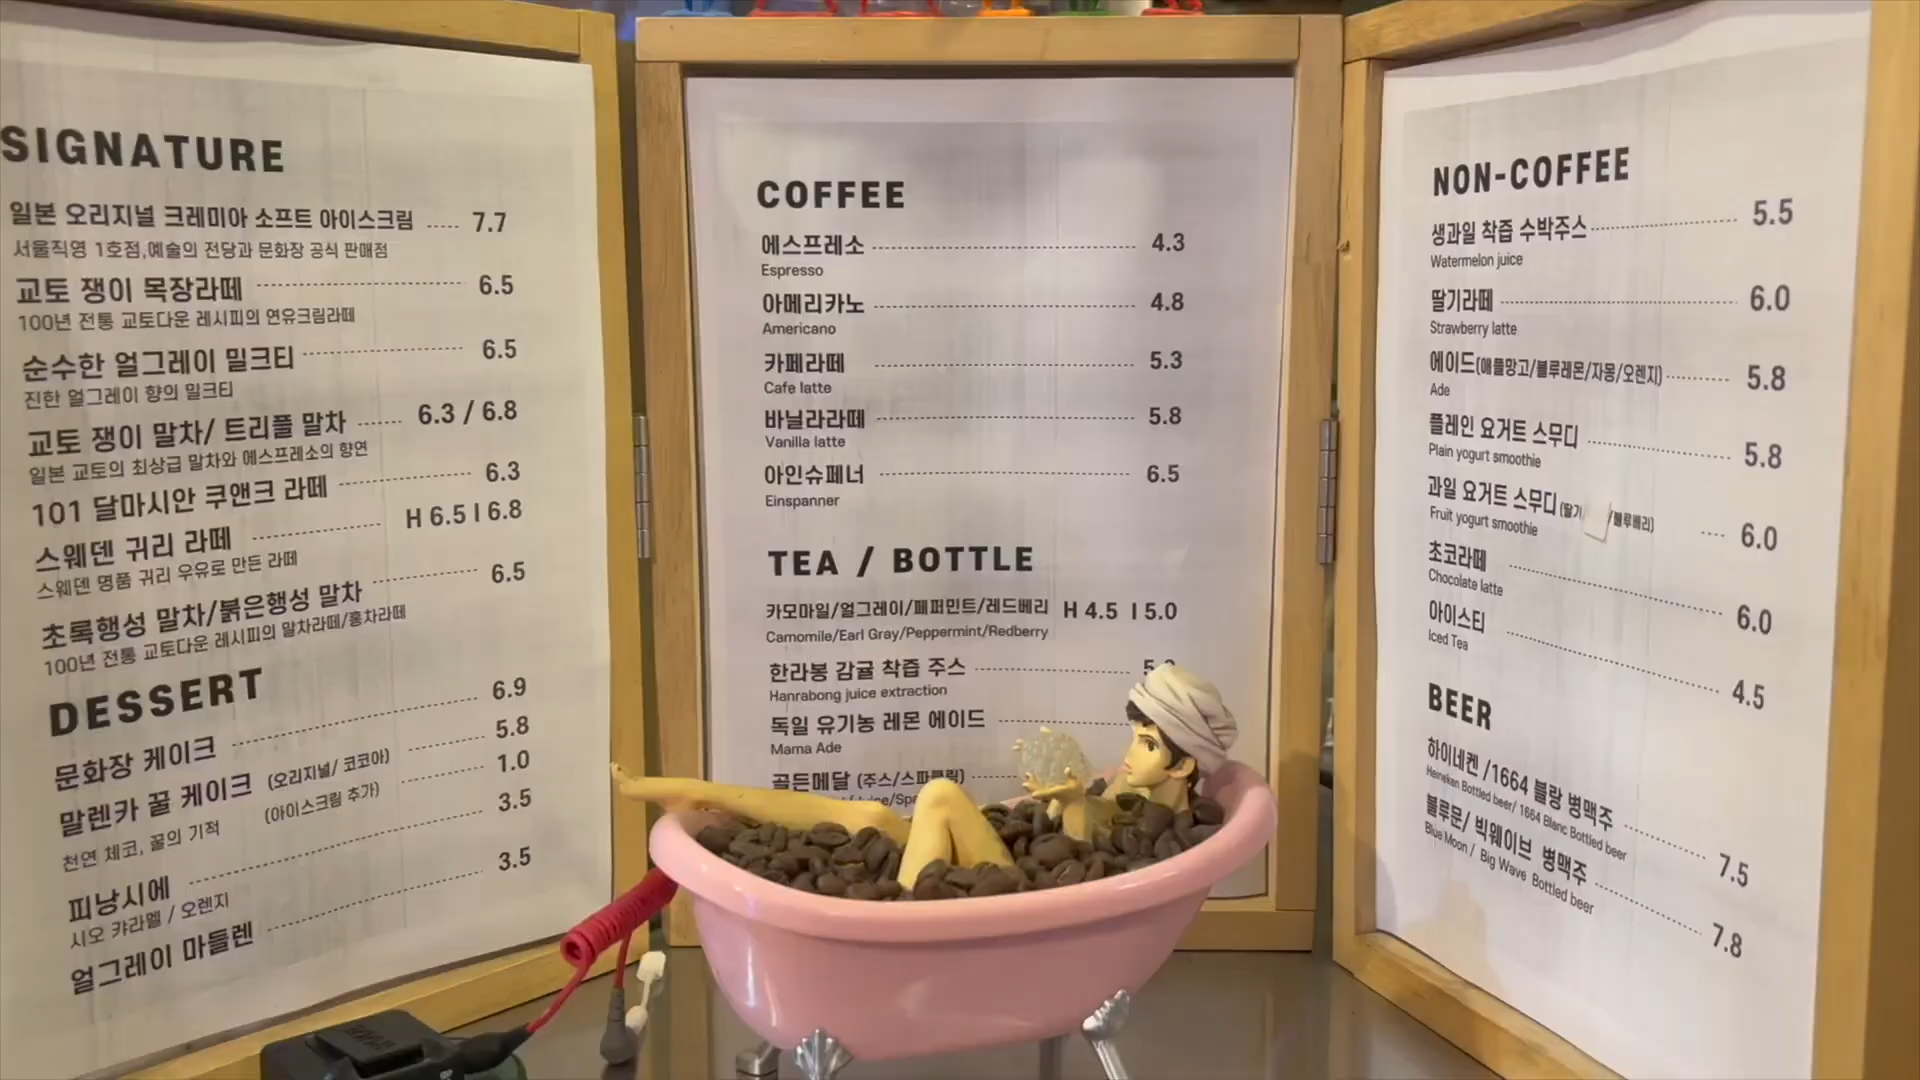 SIGNATURE
일본 오리지널 크레미아 소프트 아이스크림 7.7
서울직영 1호점,예술의 전당과 문화장 공식 판매점
교토 쟁이 목장라떼 6.5
100년 전통 교토다운 레시피의 연유크림라떼
순수한 얼그레이 밀크티 6.5
진한 얼그레이 향의 밀크티
교토 쟁이 말차/ 트리플 말차 6.3 / 6.8
일본 교토의 최상급 말차와 에스프레소의 향연
101 달마시안 쿠앤크 라떼 6.3
스웨덴 귀리 라떼 H 6.5 I 6.8
스웨덴 명품 귀리 우유로 만든 라떼
초록행성 말차/붉은행성 말차 6.5
100년 전통 교토다운 레시피의 말차라떼/홍차라떼
DESSERT
문화장 케이크 6.9
말렌카 꿀 케이크 (오리지널/ 코코아) 5.8
천연 체코, 꿀의 기적 (아이스크림 추가) 1.0
피낭시에 3.5
시오 캬라멜 / 오렌지
얼그레이 마들렌 3.5
COFFEE
에스프레소 4.3
Espresso
아메리카노 4.8
Americano
카페라떼 5.3
Cafe latte
바닐라라떼 5.8
Vanilla latte
아인슈페너 6.5
Einspanner
TEA / BOTTLE
카모마일/얼그레이/페퍼민트/레드베리 H 4.5 I 5.0
Camomile/Earl Gray/Peppermint/Redberry
한라봉 감귤 착즙 주스
Hanrabong juice extraction
독일 유기농 레몬 에이드
Mama Ade
골든메달 (주스/스파클링)
NON-COFFEE
생과일 착즙 수박주스 5.5
Watermelon juice
딸기라떼 6.0
Strawberry latte
에이드(애플망고/블루레몬/자몽/오렌지) 5.8
Ade
플레인 요거트 스무디 5.8
Plain yogurt smoothie
과일 요거트 스무디 (딸기/블루베리) 6.0
Fruit yogurt smoothie
초코라떼 6.0
Chocolate latte
아이스티 4.5
Iced Tea
BEER
하이네켄 /1664 블랑 병맥주 7.5
Heineken Bottled beer/ 1664 Blanc Bottled beer
블루문/ 빅웨이브 병맥주 7.8
Blue Moon / Big Wave Bottled beer